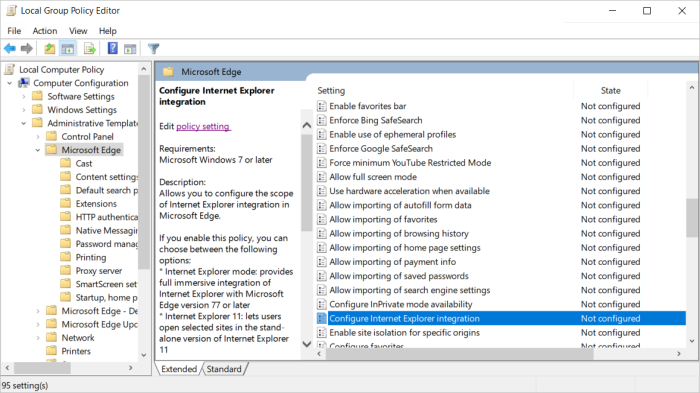 Local Group Policy Editor
File Action View Help
Local Computer Policy
Computer Configuration
Software Settings
Windows Settings
Administrative Templat
Control Panel
Microsoft Edge
Cast
Content settings
Default search p
Extensions
HTTP authentica
Native Messagin
Password manag
Printing
Proxy server
SmartScreen set
Startup, home p
Microsoft Edge - De
Microsoft Edge Upd
Network
Printers
Microsoft Edge
Configure Internet Explorer
integration
Edit policy setting
Requirements:
Microsoft Windows 7 or later
Description:
Allows you to configure the scope
of Internet Explorer integration in
Microsoft Edge.
If you enable this policy, you can
choose between the following
options:
* Internet Explorer mode: provides
full immersive integration of
Internet Explorer with Microsoft
Edge version 77 or later
* Internet Explorer 11: lets users
open selected sites in the stand-
alone version of Internet Explorer
11
Setting State
Enable favorites bar Not configured
Enforce Bing SafeSearch Not configured
Enable use of ephemeral profiles Not configured
Enforce Google SafeSearch Not configured
Force minimum YouTube Restricted Mode Not configured
Allow full screen mode Not configured
Use hardware acceleration when available Not configured
Allow importing of autofill form data Not configured
Allow importing of favorites Not configured
Allow importing of browsing history Not configured
Allow importing of home page settings Not configured
Allow importing of payment info Not configured
Allow importing of saved passwords Not configured
Allow importing of search engine settings Not configured
Configure InPrivate mode availability Not configured
Configure Internet Explorer integration Not configured
Enable site isolation for specific origins Not configured
Configure favorites Not configured
Extended Standard
95 setting(s)